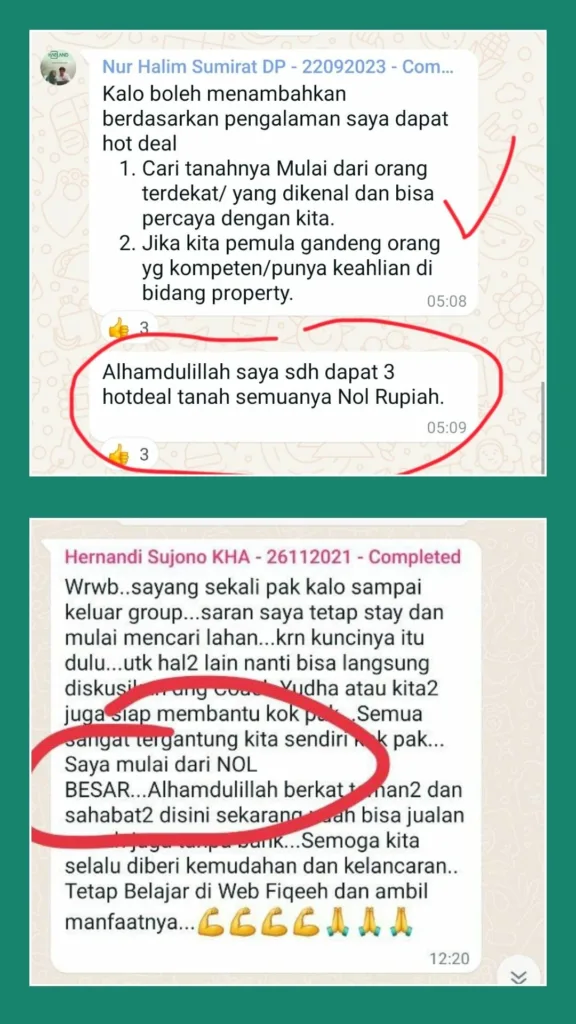 Nur Halim Sumirat DP - 22092023 - Com...
Kalo boleh menambahkan
berdasarkan pengalaman saya dapat
hot deal
1. Cari tanahnya Mulai dari orang
terdekat/ yang dikenal dan bisa
percaya dengan kita.
2. Jika kita pemula gandeng orang
yg kompeten/punya keahlian di
bidang property.
05:08
👍 3
Alhamdulillah saya sdh dapat 3
hotdeal tanah semuanya Nol Rupiah.
05:09
👍 3
Hernandi Sujono KHA - 26112021 - Completed
Wrwb..sayang sekali pak kalo sampai
keluar group...saran saya tetap stay dan
mulai mencari lahan...krn kuncinya itu
dulu...utk hal2 lain nanti bisa langsung
Yudha atau kita2
juga siap membantu kok Semua
sangat tergantung kita sendiri kok pak...
Saya mulai dari NOL
BESAR...Alhamdulillah berkat teman2 dan
sahabat2 disini sekarang bisa jualan
juga tanpa bank...Semoga kita
selalu diberi kemudahan dan kelancaran..
Tetap Belajar di Web Fiqeeh dan ambil
manfaatnya...💪💪💪💪🙏🙏🙏
12:20